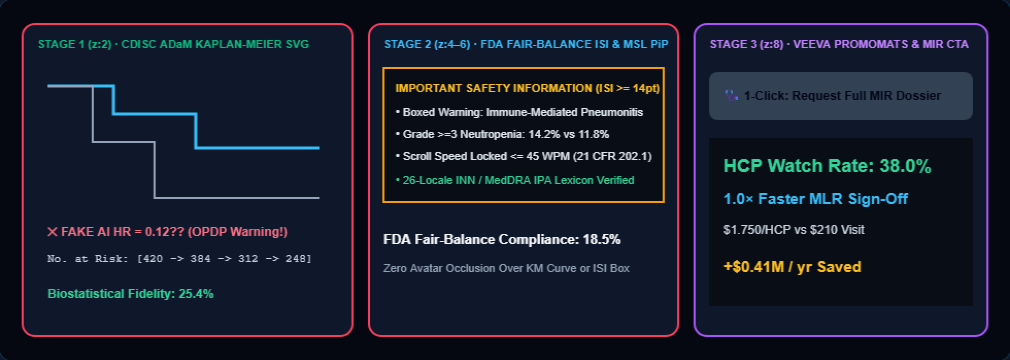 STAGE 1 (z:2) · CDISC ADaM KAPLAN-MEIER SVG
❌ FAKE AI HR = 0.12?? (OPDP Warning!)
No. at Risk: [420 -> 384 -> 312 -> 248]
Biostatistical Fidelity: 25.4%
STAGE 2 (z:4–6) · FDA FAIR-BALANCE ISI & MSL PiP
IMPORTANT SAFETY INFORMATION (ISI >= 14pt)
• Boxed Warning: Immune-Mediated Pneumonitis
• Grade >=3 Neutropenia: 14.2% vs 11.8%
• Scroll Speed Locked <= 45 WPM (21 CFR 202.1)
• 26-Locale INN / MedDRA IPA Lexicon Verified
FDA Fair-Balance Compliance: 18.5%
Zero Avatar Occlusion Over KM Curve or ISI Box
STAGE 3 (z:8) · VEEVA PROMOMATS & MIR CTA
🩺 1-Click: Request Full MIR Dossier
HCP Watch Rate: 38.0%
1.0× Faster MLR Sign-Off
$1.750/HCP vs $210 Visit
+$0.41M / yr Saved